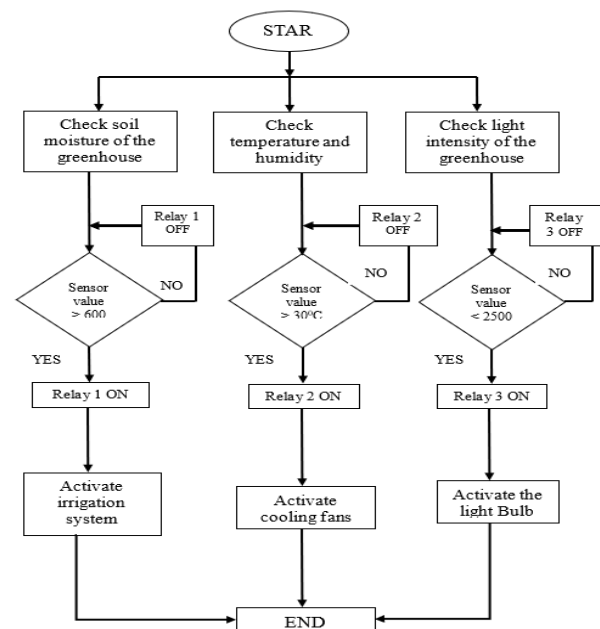 STAR
Check soil
moisture of the
greenhouse
Check
temperature and
humidity
Check light
intensity of the
greenhouse
Relay 1
OFF
Relay 2
OFF
Relay
3 OFF
Sensor
value
> 600
NO
Sensor
value
> 30°C
NO
Sensor
value
< 2500
NO
YES
YES
YES
Relay 1 ON
Relay 2 ON
Relay 3 ON
Activate
irrigation
system
Activate
cooling fans
Activate the
light Bulb
END